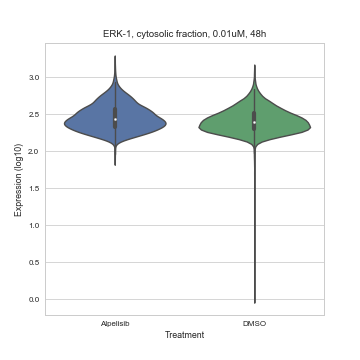 ERK-1, cytosolic fraction, 0.01uM, 48h
3.0
2.5
2.0
1.5
1.0
0.5
0.0
Expression (log10)
Alpelisib DMSO
Treatment